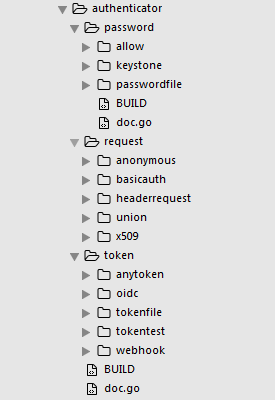 authenticator
password
allow
keystone
passwordfile
BUILD
doc.go
request
anonymous
basicauth
headerrequest
union
x509
token
anytoken
oidc
tokenfile
tokentest
webhook
BUILD
doc.go